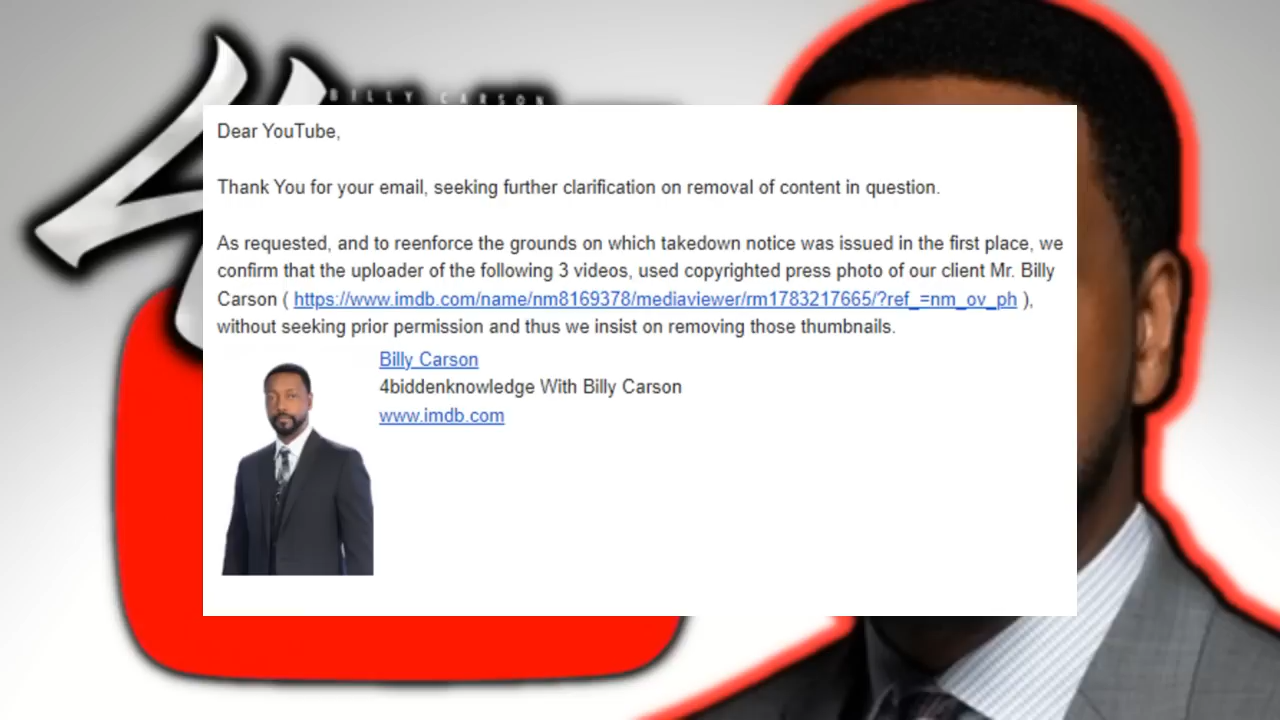 BILLY CARSON
Dear YouTube,
Thank You for your email, seeking further clarification on removal of content in question.
As requested, and to reenforce the grounds on which takedown notice was issued in the first place, we
confirm that the uploader of the following 3 videos, used copyrighted press photo of our client Mr. Billy
Carson ( https://www.imdb.com/name/nm8169378/mediaviewer/rm1783217665/?ref_=nm_ov_ph ),
without seeking prior permission and thus we insist on removing those thumbnails.
Billy Carson
4biddenknowledge With Billy Carson
www.imdb.com